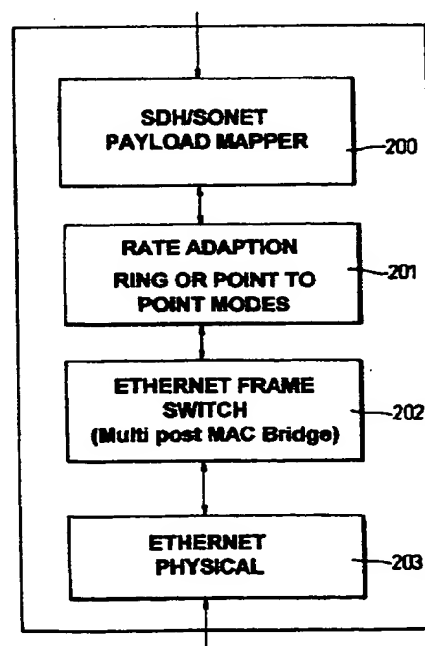 SDH/SONET
PAYLOAD MAPPER
200
RATE ADAPTION
RING OR POINT TO
POINT MODES
201
ETHERNET FRAME
SWITCH
(Multi post MAC Bridge)
202
ETHERNET
PHYSICAL
203